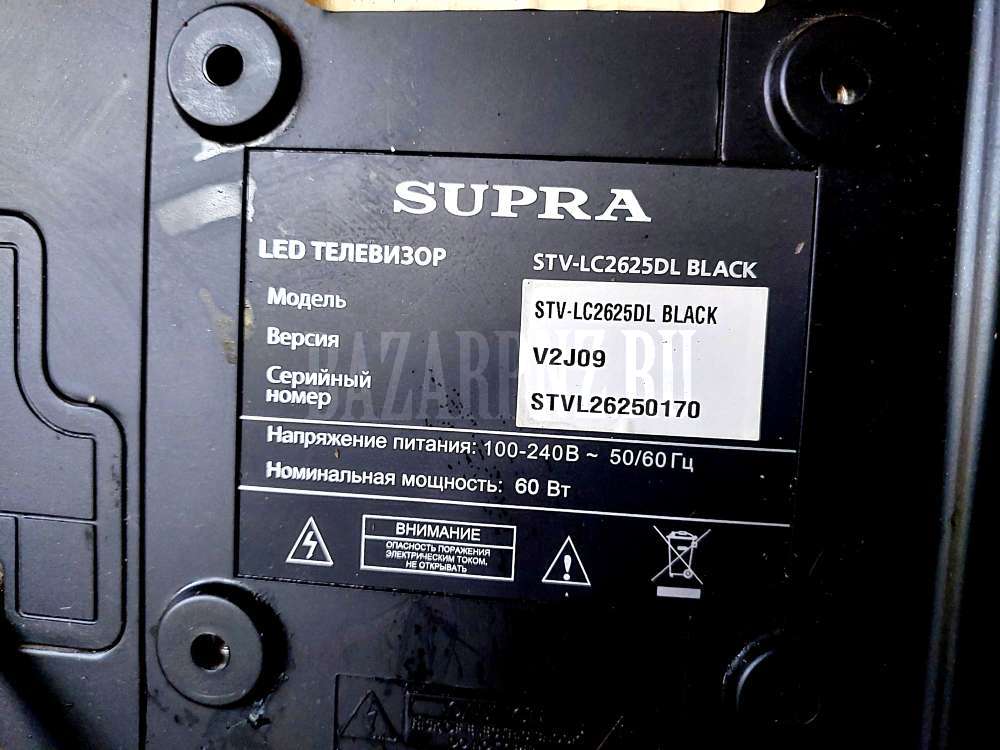 SUPRA
LED ТЕЛЕВИЗОР STV-LC2625DL BLACK
Модель STV-LC2625DL BLACK
Версия V2J09
Серийный
номер STVL26250170
BAZARPNZ.RU
Напряжение питания: 100-240В ~ 50/60 Гц
Номинальная мощность: 60 Вт
ВНИМАНИЕ
ОПАСНОСТЬ ПОРАЖЕНИЯ
ЭЛЕКТРИЧЕСКИМ ТОКОМ.
НЕ ОТКРЫВАТЬ